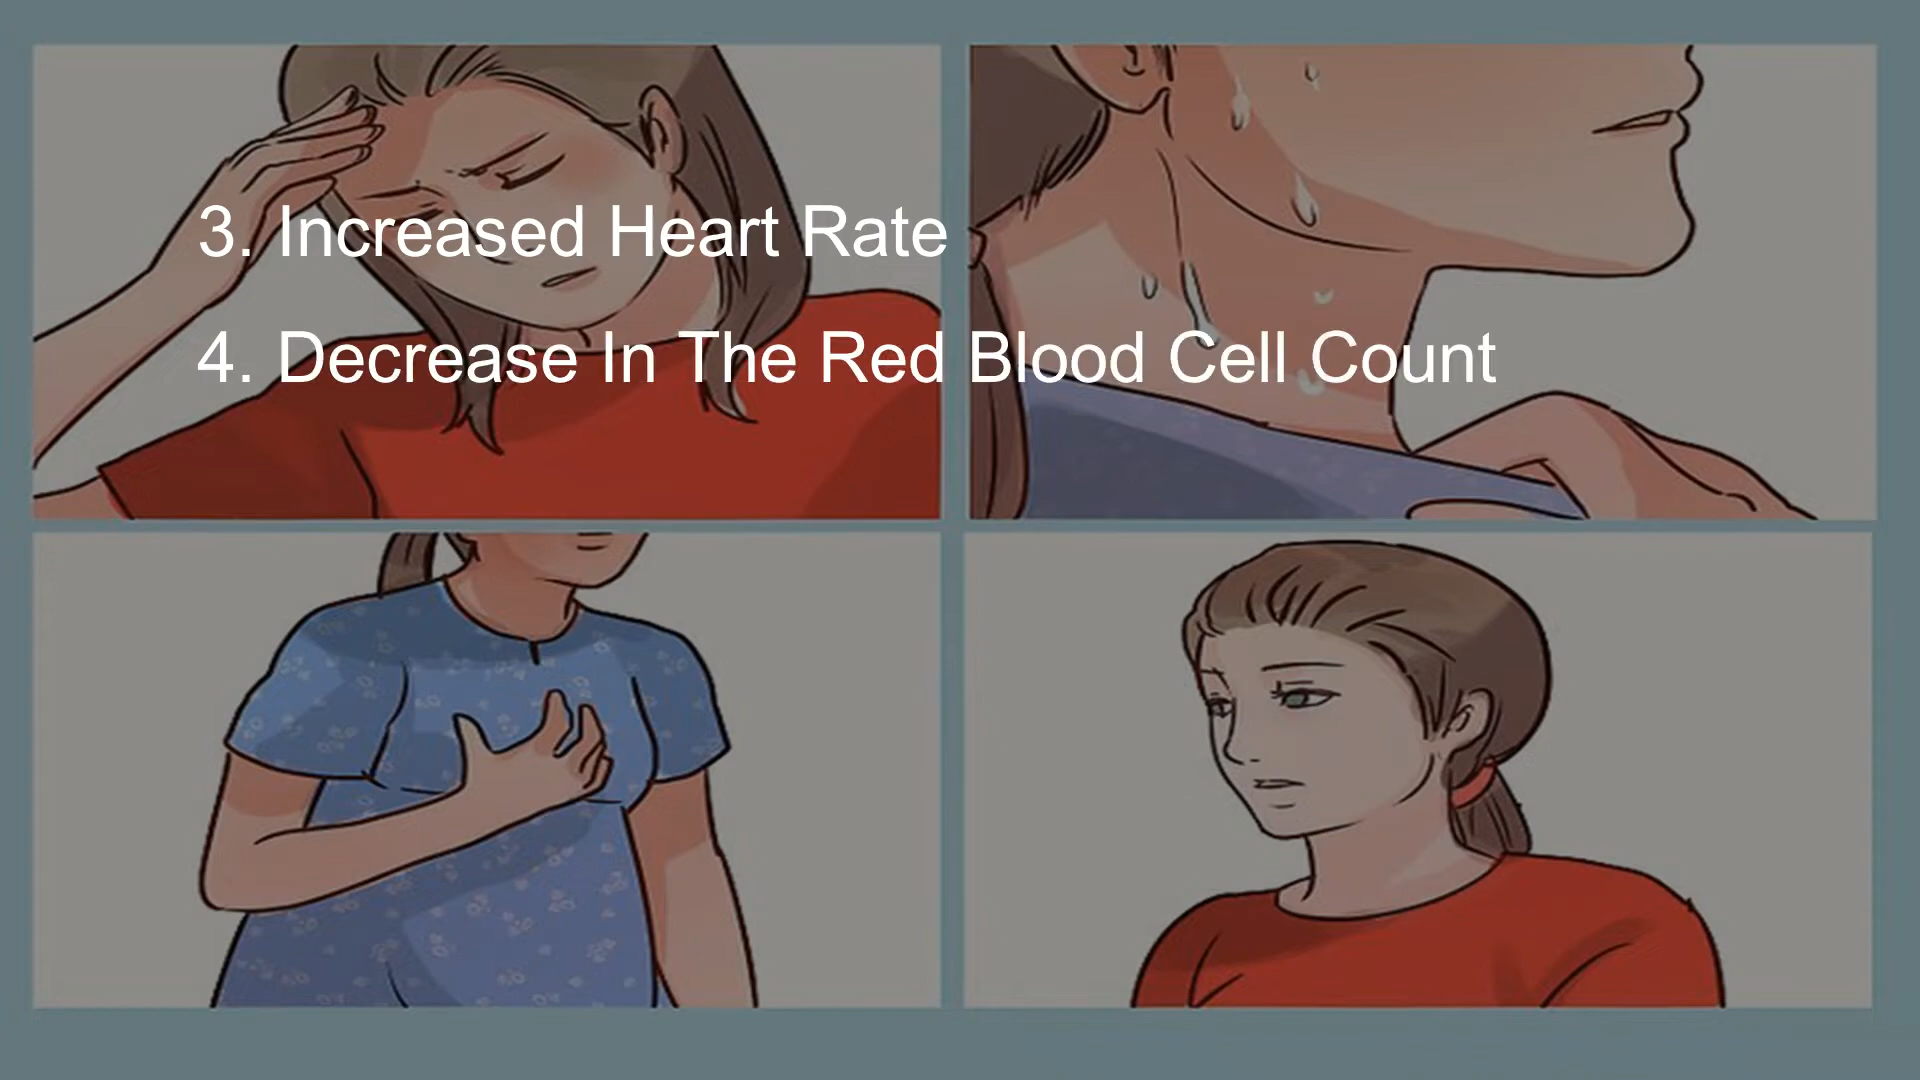 3. Increased Heart Rate
4. Decrease In The Red Blood Cell Count